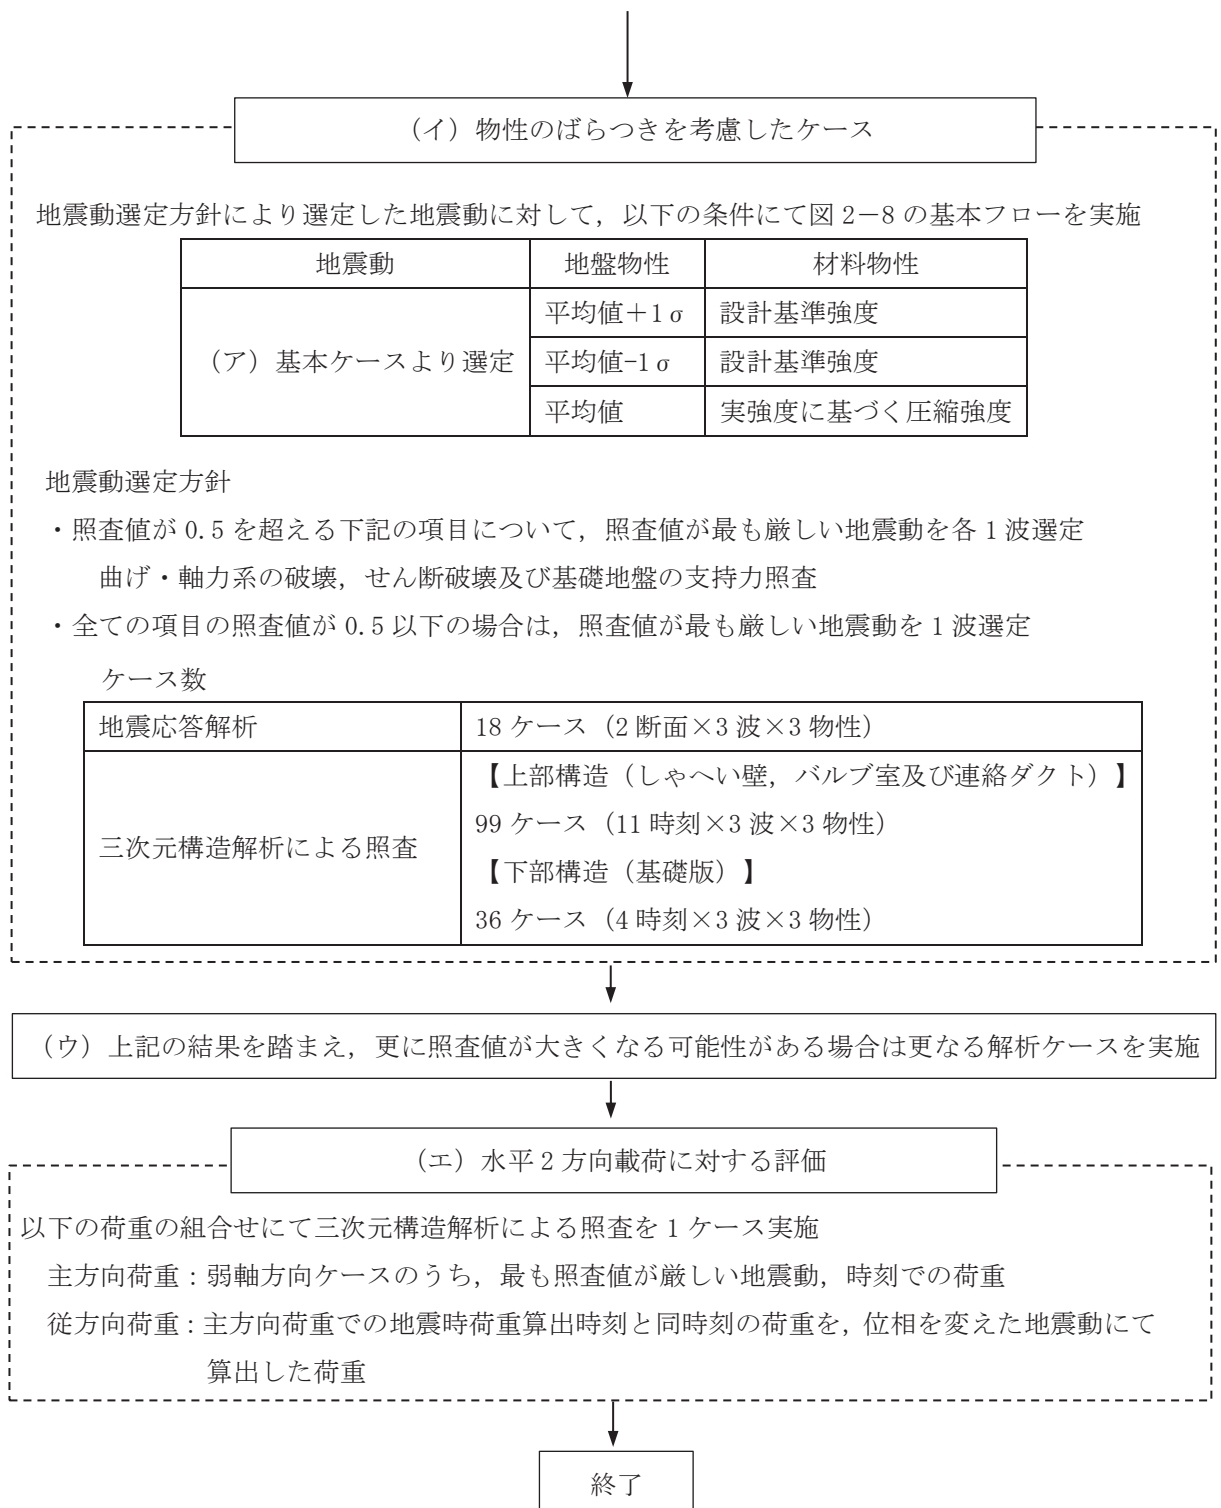 （イ）物性のばらつきを考慮したケース
地震動選定方針により選定した地震動に対して，以下の条件にて図 2－8 の基本フローを実施
地震動 地盤物性 材料物性
（ア）基本ケースより選定
平均値＋1σ 設計基準強度
平均値-1σ 設計基準強度
平均値 実強度に基づく圧縮強度
地震動選定方針
・照査値が 0.5 を超える下記の項目について，照査値が最も厳しい地震動を各 1 波選定
曲げ・軸力系の破壊，せん断破壊及び基礎地盤の支持力照査
・全ての項目の照査値が 0.5 以下の場合は，照査値が最も厳しい地震動を 1 波選定
ケース数
地震応答解析 18 ケース（2 断面×3 波×3 物性）
三次元構造解析による照査
【上部構造（しゃへい壁，バルブ室及び連絡ダクト）】
99 ケース（11 時刻×3 波×3 物性）
【下部構造（基礎版）】
36 ケース（4 時刻×3 波×3 物性）
（ウ）上記の結果を踏まえ，更に照査値が大きくなる可能性がある場合は更なる解析ケースを実施
（エ）水平 2 方向載荷に対する評価
以下の荷重の組合せにて三次元構造解析による照査を 1 ケース実施
主方向荷重：弱軸方向ケースのうち，最も照査値が厳しい地震動，時刻での荷重
従方向荷重：主方向荷重での地震時荷重算出時刻と同時刻の荷重を，位相を変えた地震動にて
算出した荷重
終了